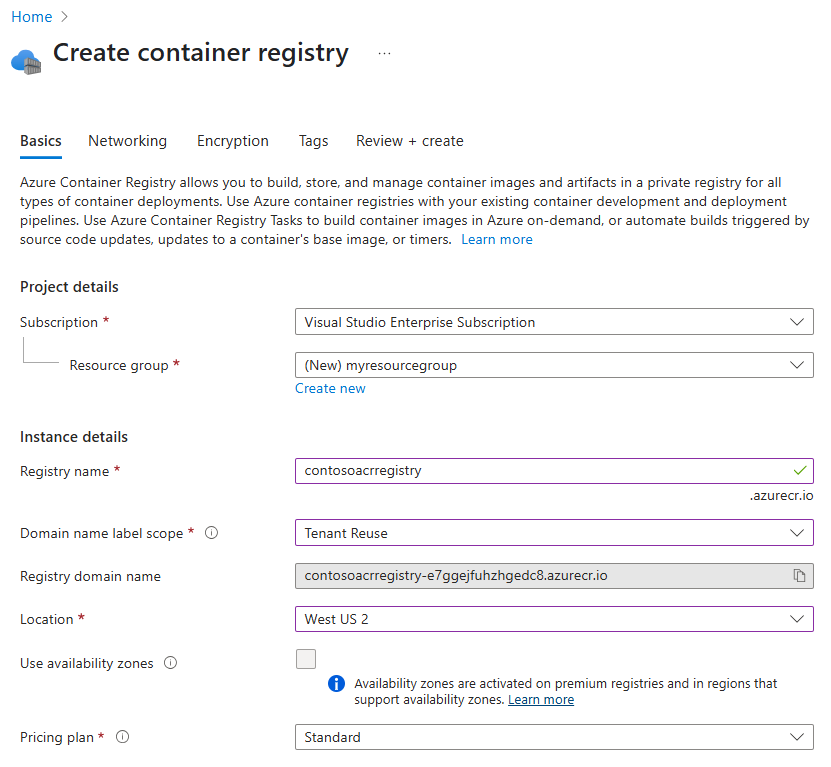 Home
Create container registry ...
Basics Networking Encryption Tags Review + create
Azure Container Registry allows you to build, store, and manage container images and artifacts in a private registry for all
types of container deployments. Use Azure container registries with your existing container development and deployment
pipelines. Use Azure Container Registry Tasks to build container images in Azure on-demand, or automate builds triggered by
source code updates, updates to a container's base image, or timers. Learn more
Project details
Subscription * Visual Studio Enterprise Subscription
Resource group * (New) myresourcegroup
Create new
Instance details
Registry name * contosoacrregistry
.azurecr.io
Domain name label scope * Tenant Reuse
Registry domain name contosoacrregistry-e7ggejfuhzhgedc8.azurecr.io
Location * West US 2
Use availability zones
Availability zones are activated on premium registries and in regions that
support availability zones. Learn more
Pricing plan * Standard